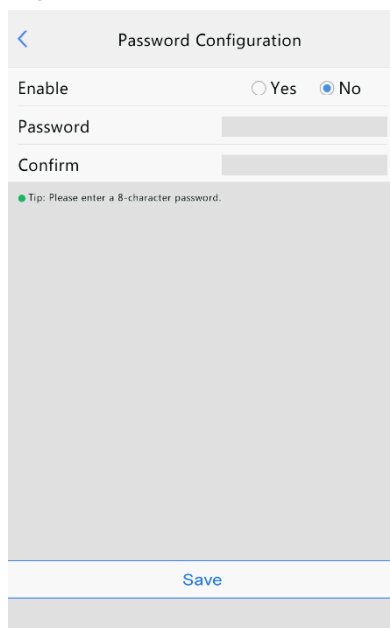 Password Configuration
Enable Yes No
Password
Confirm
Tip: Please enter a 8-character password.
Save